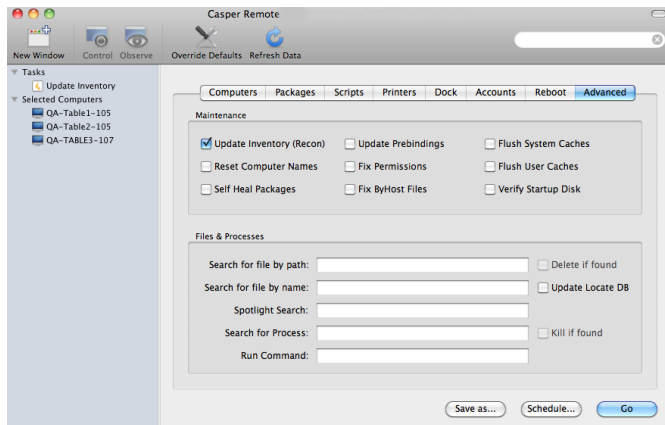 Casper Remote
New Window Control Observe Override Defaults Refresh Data
Tasks
Update Inventory
Selected Computers
QA-Table1-105
QA-Table2-105
QA-TABLE3-107
Computers Packages Scripts Printers Dock Accounts Reboot Advanced
Maintenance
Update Inventory (Recon) Update Prebindings Flush System Caches
Reset Computer Names Fix Permissions Flush User Caches
Self Heal Packages Fix ByHost Files Verify Startup Disk
Files & Processes
Search for file by path: Delete if found
Search for file by name: Update Locate DB
Spotlight Search:
Search for Process: Kill if found
Run Command:
Save as... Schedule... Go